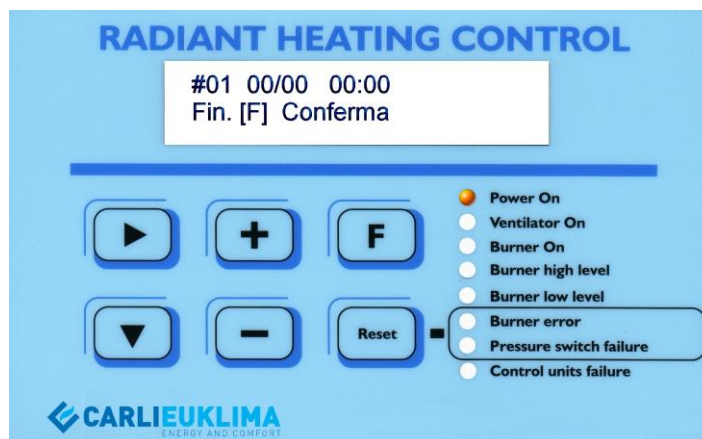 RADIANT HEATING CONTROL
#01 00/00 00:00
Fin. [F] Conferma
F
Reset
Power On
Ventilator On
Burner On
Burner high level
Burner low level
Burner error
Pressure switch failure
Control units failure
CARLIEUKLIMA
ENERGY AND COMFORT